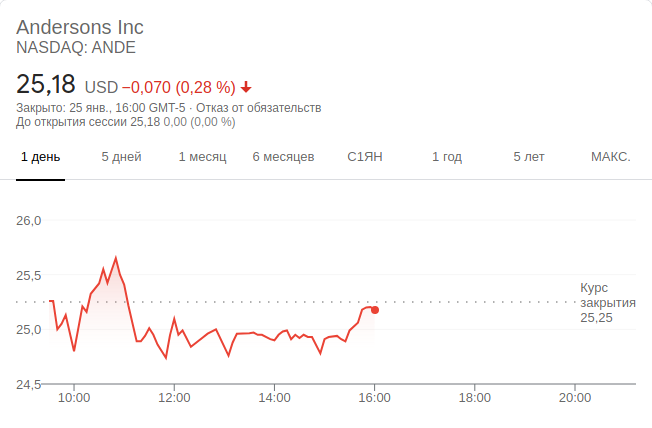 Andersons Inc
NASDAQ: ANDE
25,18 USD −0,070 (0,28 %)
Закрыто: 25 янв., 16:00 GMT-5 · Отказ от обязательств
До открытия сессии 25,18 0,00 (0,00 %)
1 день 5 дней 1 месяц 6 месяцев С1ЯН 1 год 5 лет МАКС.
26,0
25,5
Курс
закрытия
25,25
25,0
24,5
10:00 12:00 14:00 16:00 18:00 20:00